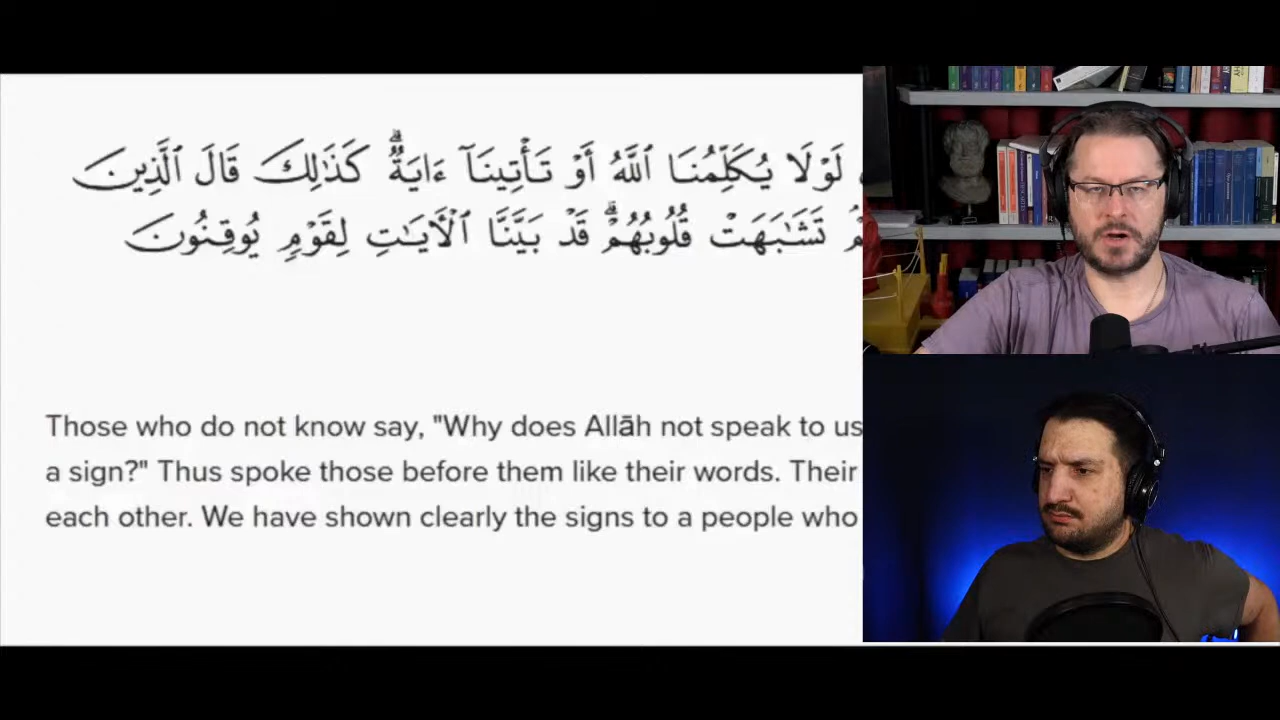 لَوْلَا يُكَلِّمُنَا ٱللَّهُ أَوْ تَأْتِينَآ ءَايَةٌۗ كَذَٰلِكَ قَالَ ٱلَّذِينَ
تَشَٰبَهَتْ قُلُوبُهُمْۗ قَدْ بَيَّنَّا ٱلْـَٔايَٰتِ لِقَوْمٍ يُوقِنُونَ
Those who do not know say, "Why does Allāh not speak to us
a sign?" Thus spoke those before them like their words. Their
each other. We have shown clearly the signs to a people who